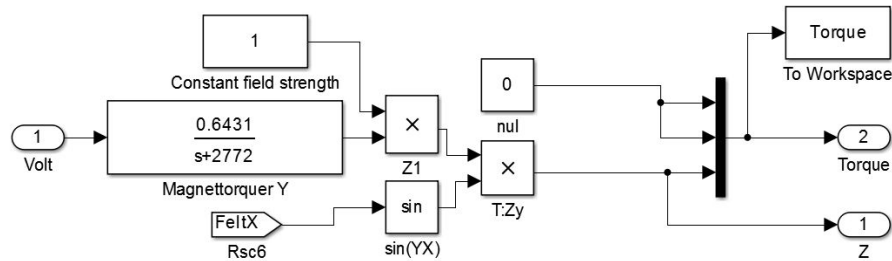 1
Constant field strength
Torque
To Workspace
0
nul
1
Volt
0.6431
s+2772
Magnettorquer Y
×
Z1
×
T:Zy
2
Torque
FeltX
Rsc6
sin
sin(YX)
1
Z